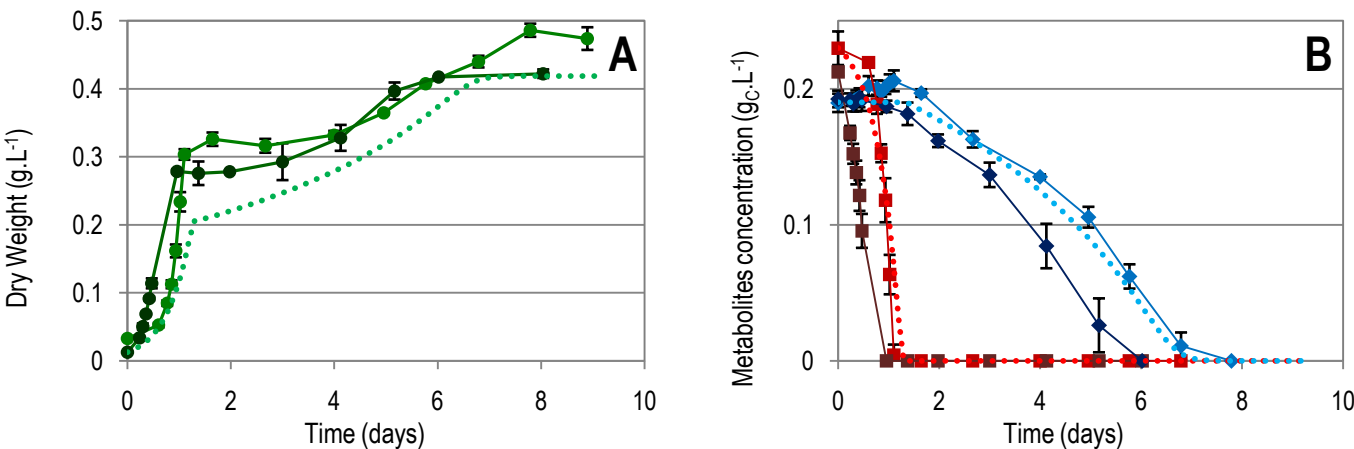 A
Dry Weight (g.L-1)
0.5
0.4
0.3
0.2
0.1
0
0 2 4 6 8 10
Time (days)
B
Metabolites concentration (gC.L-1)
0.2
0.1
0
0 2 4 6 8 10
Time (days)